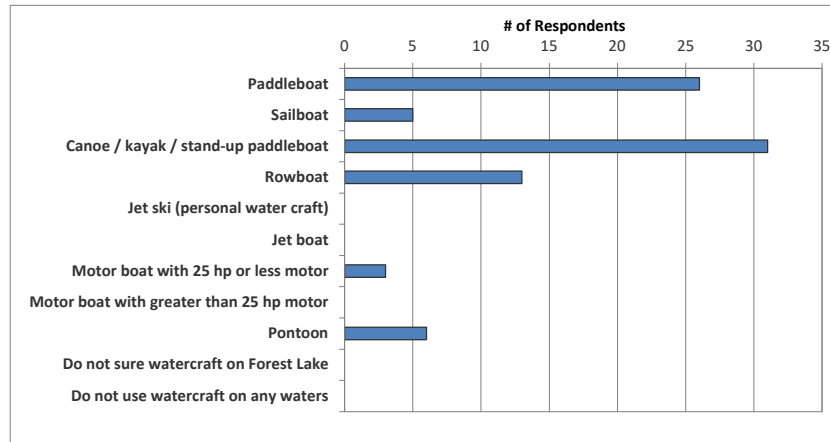 # of Respondents
0 5 10 15 20 25 30 35
Paddleboat
Sailboat
Canoe / kayak / stand-up paddleboat
Rowboat
Jet ski (personal water craft)
Jet boat
Motor boat with 25 hp or less motor
Motor boat with greater than 25 hp motor
Pontoon
Do not sure watercraft on Forest Lake
Do not use watercraft on any waters